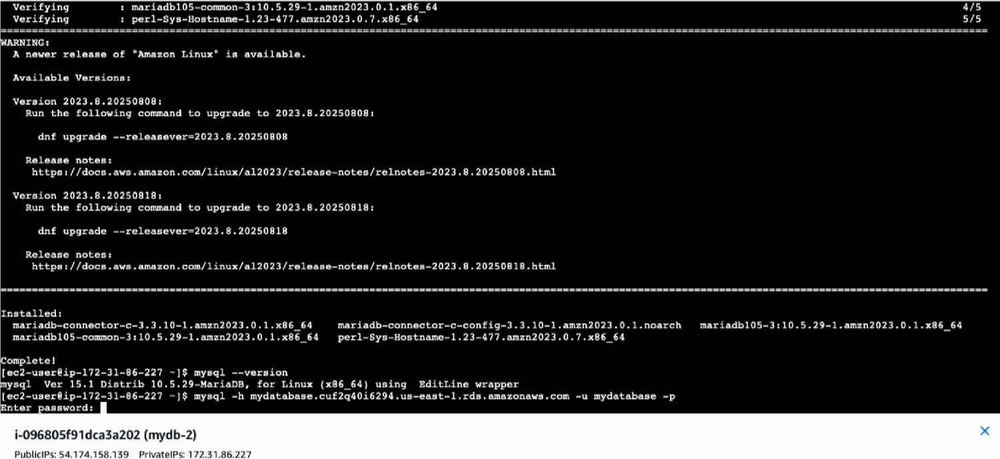 Verifying        : mariadb105-common-3:10.5.29-1.amzn2023.0.1.x86_64        4/5
Verifying        : perl-Sys-Hostname-1.23-477.amzn2023.0.7.x86_64        5/5
WARNING:
A newer release of "Amazon Linux" is available.
Available Versions:
Version 2023.8.20250808:
Run the following command to upgrade to 2023.8.20250808:
dnf upgrade --releasever=2023.8.20250808
Release notes:
https://docs.aws.amazon.com/linux/al2023/release-notes/relnotes-2023.8.20250808.html
Version 2023.8.20250818:
Run the following command to upgrade to 2023.8.20250818:
dnf upgrade --releasever=2023.8.20250818
Release notes:
https://docs.aws.amazon.com/linux/al2023/release-notes/relnotes-2023.8.20250818.html
Installed:
mariadb-connector-c-3.3.10-1.amzn2023.0.1.x86_64    mariadb-connector-c-config-3.3.10-1.amzn2023.0.1.noarch    mariadb105-3:10.5.29-1.amzn2023.0.1.x86_64
mariadb105-common-3:10.5.29-1.amzn2023.0.1.x86_64    perl-Sys-Hostname-1.23-477.amzn2023.0.7.x86_64
Complete!
[ec2-user@ip-172-31-86-227 ~]$ mysql --version
mysql  Ver 15.1 Distrib 10.5.29-MariaDB, for Linux (x86_64) using  EditLine wrapper
[ec2-user@ip-172-31-86-227 ~]$ mysql -h mydatabase.cuf2q40i6294.us-east-1.rds.amazonaws.com -u mydatabase -p
Enter password:
i-096805f91dca3a202 (mydb-2)
PublicIPs: 54.174.158.139    PrivateIPs: 172.31.86.227